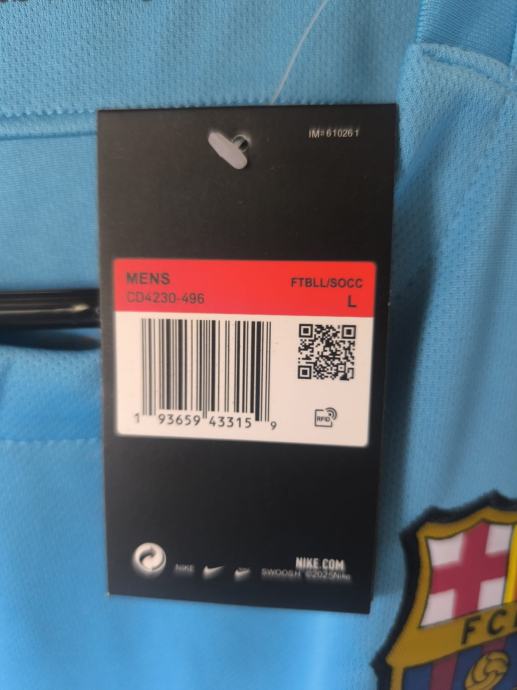 IM# 610261
MENS
FTBLL/SOCC
CD4230-496
L
1 93659 43315 9
RFID
NIKE
SWOOSH ©2025Nike
NIKE.COM
FC